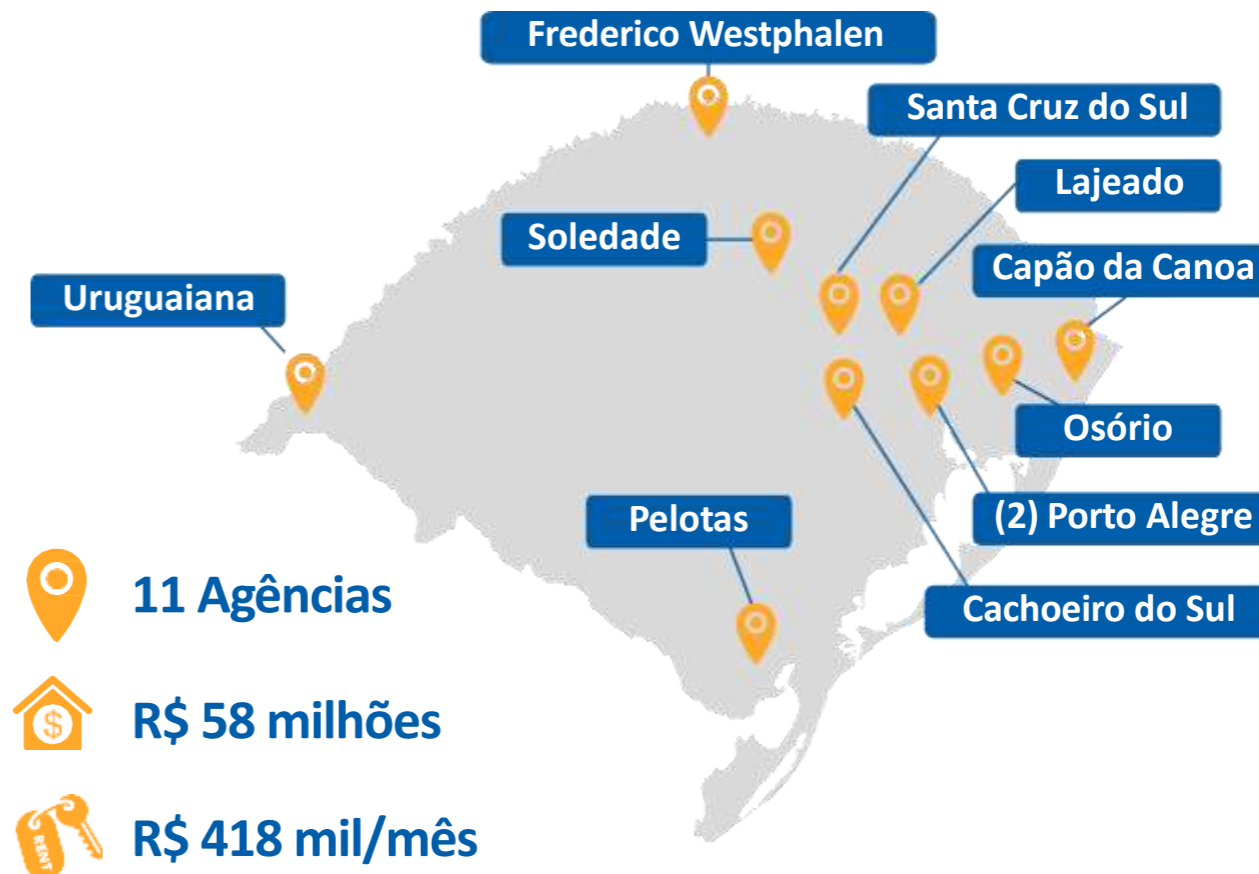 Frederico Westphalen
Santa Cruz do Sul
Lajeado
Soledade
Capão da Canoa
Uruguaiana
Osório
Pelotas
(2) Porto Alegre
11 Agências
Cachoeiro do Sul
R$ 58 milhões
$
R$ 418 mil/mês
RENT